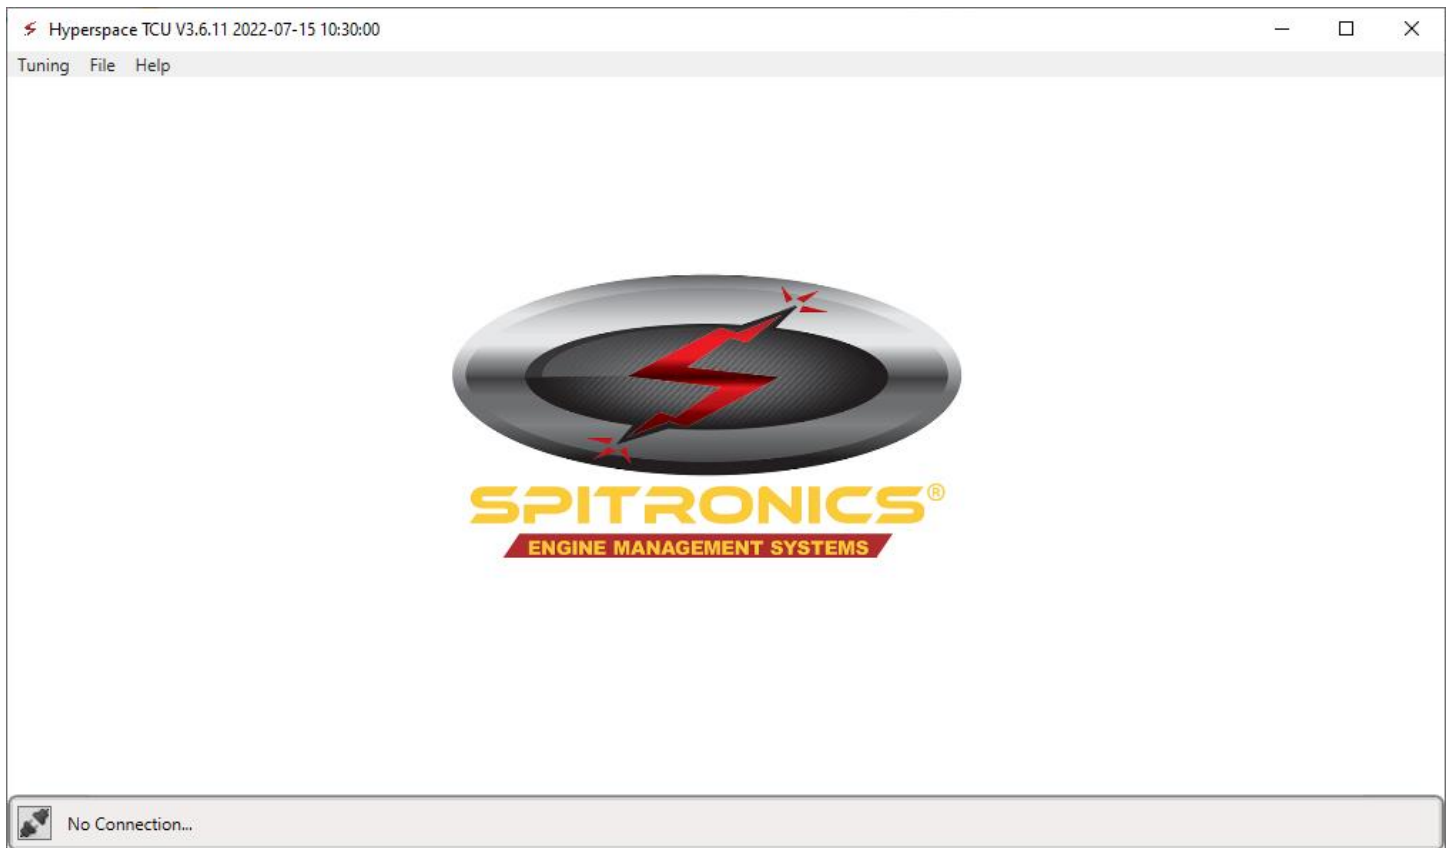 Hyperspace TCU V3.6.11 2022-07-15 10:30:00
Tuning File Help
SPITRONICS®
ENGINE MANAGEMENT SYSTEMS
No Connection...